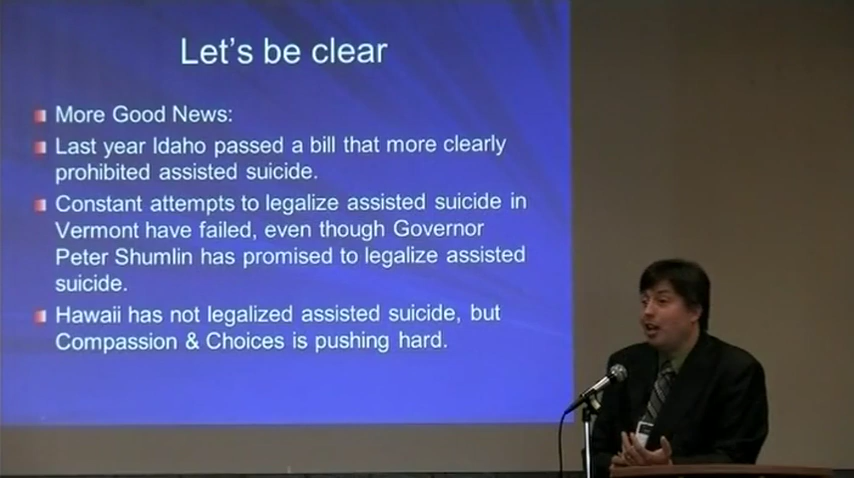 Let's be clear
More Good News:
Last year Idaho passed a bill that more clearly
prohibited assisted suicide.
Constant attempts to legalize assisted suicide in
Vermont have failed, even though Governor
Peter Shumlin has promised to legalize assisted
suicide.
Hawaii has not legalized assisted suicide, but
Compassion & Choices is pushing hard.